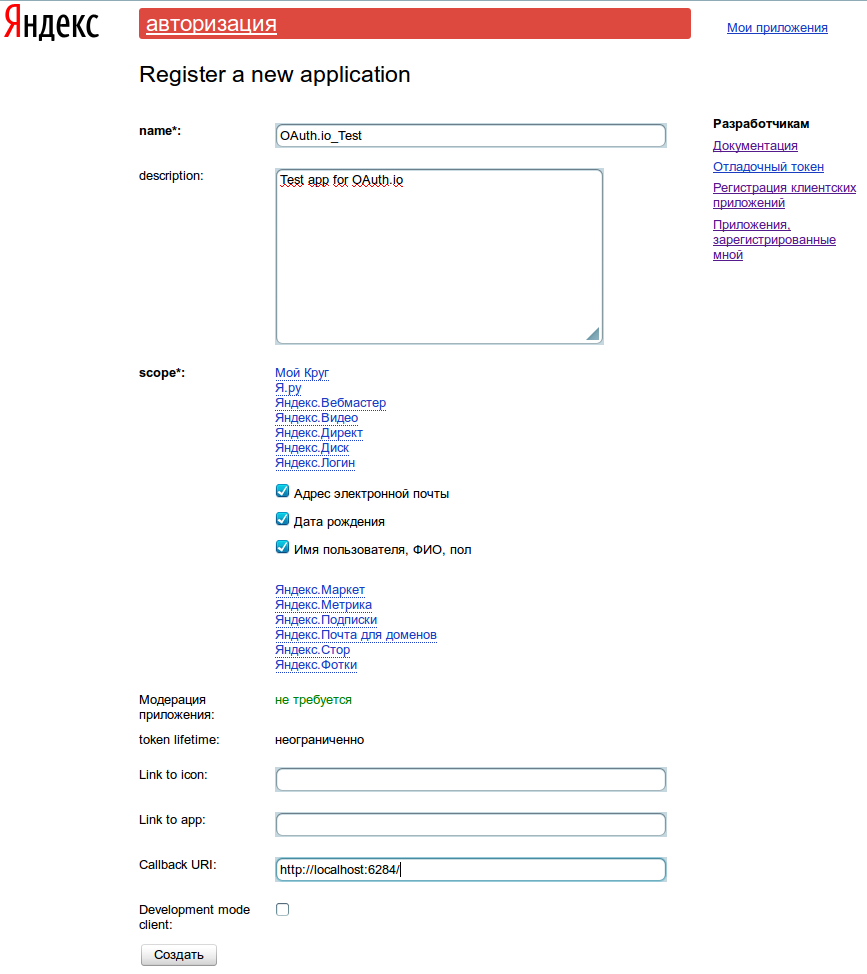 Яндекс
авторизация
Мои приложения
Register a new application
name*:
OAuth.io_Test
description:
Test app for OAuth.io
scope*:
Мой Круг
Я.ру
Яндекс.Вебмастер
Яндекс.Видео
Яндекс.Директ
Яндекс.Диск
Яндекс.Логин
Адрес электронной почты
Дата рождения
Имя пользователя, ФИО, пол
Яндекс.Маркет
Яндекс.Метрика
Яндекс.Подписки
Яндекс.Почта для доменов
Яндекс.Стор
Яндекс.Фотки
Модерация
приложения:
не требуется
token lifetime:
неограниченно
Link to icon:
Link to app:
Callback URI:
http://localhost:6284/
Development mode
client:
Создать
Разработчикам
Документация
Отладочный токен
Регистрация клиентских
приложений
Приложения,
зарегистрированные
мной